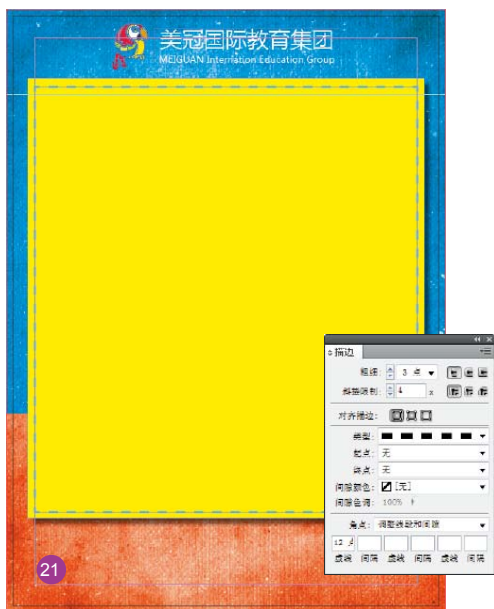 美冠国际教育集团
MEIGUAN Internation Education Group
描边
粗细: 3 点
斜接限制: 4 x
对齐描边:
类型:
起点: 无
终点: 无
间隙颜色: [无]
间隙色调: 100%
角点: 调整线段和间隙
12 点
虚线 间隔 虚线 间隔 虚线 间隔
21